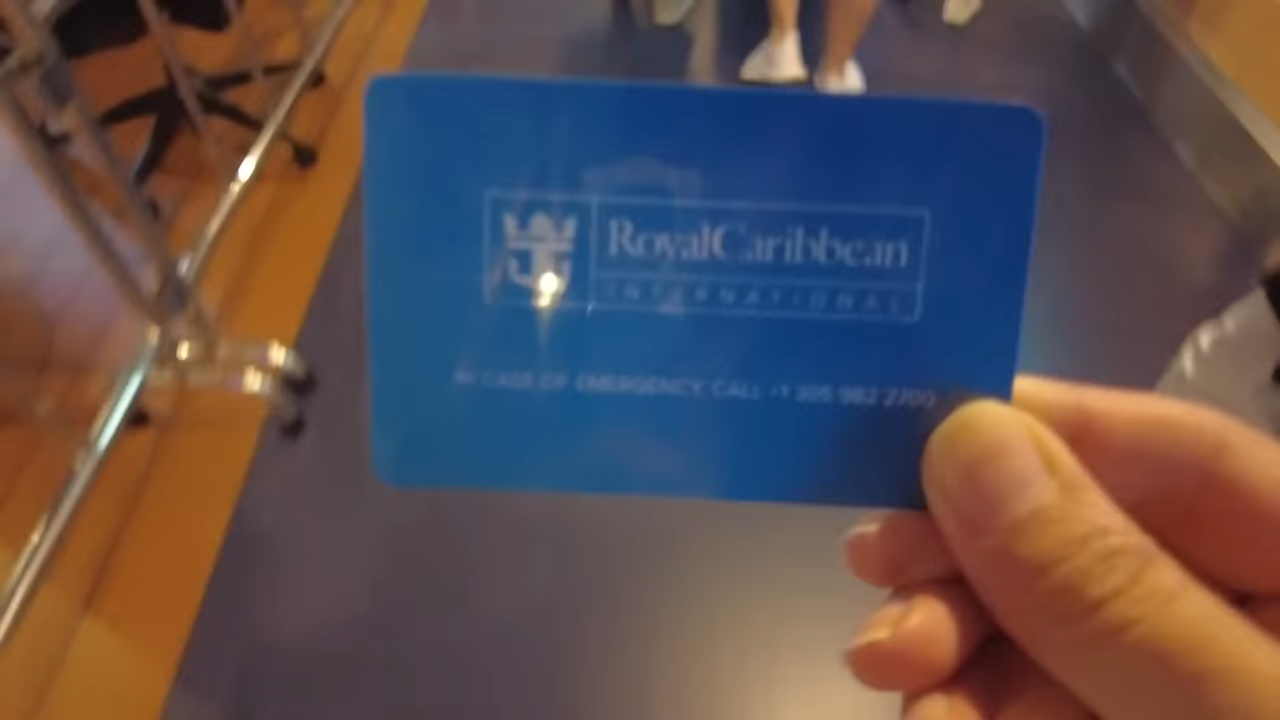 RoyalCaribbean
INTERNATIONAL
IN CASE OF EMERGENCY, CALL +1 305 982 2700